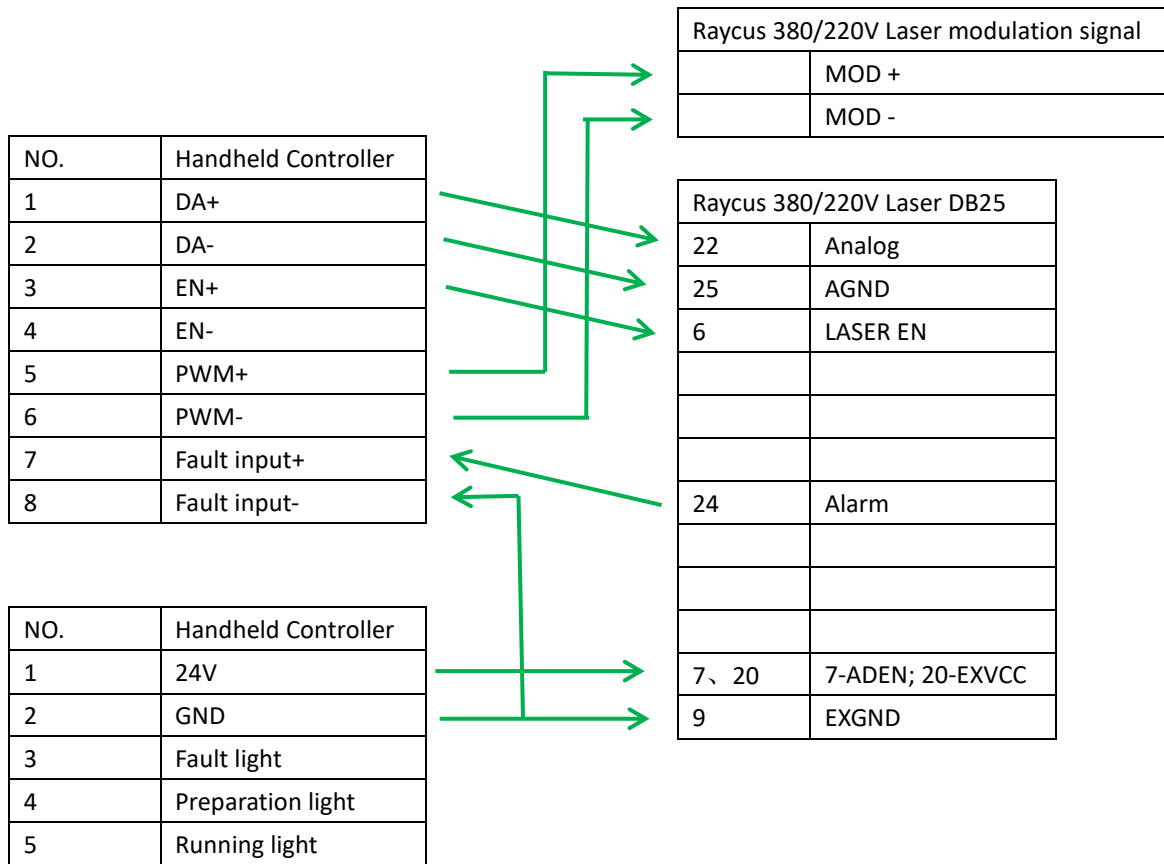 Raycus 380/220V Laser modulation signal
MOD +
MOD -
NO. Handheld Controller
1 DA+
2 DA-
3 EN+
4 EN-
5 PWM+
6 PWM-
7 Fault input+
8 Fault input-
Raycus 380/220V Laser DB25
22 Analog
25 AGND
6 LASER EN
24 Alarm
7、20 7-ADEN; 20-EXVCC
9 EXGND
NO. Handheld Controller
1 24V
2 GND
3 Fault light
4 Preparation light
5 Running light